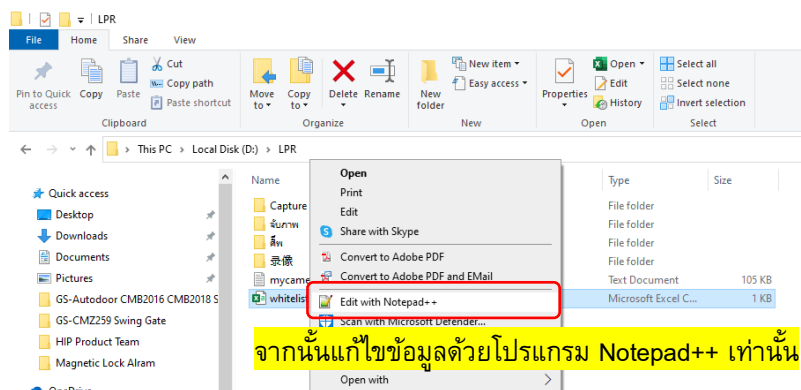 LPR
File Home Share View
Pin to Quick access
Copy
Paste
Cut
Copy path
Paste shortcut
Clipboard
Move to
Copy to
Delete
Rename
Organize
New folder
New item
Easy access
New
Properties
Open
Edit
History
Open
Select all
Select none
Invert selection
Select
This PC > Local Disk (D:) > LPR
Name Type Size
Quick access
Desktop
Downloads
Documents
Pictures
GS-Autodoor CMB2016 CMB2018 S
GS-CMZ259 Swing Gate
HIP Product Team
Magnetic Lock Alram
OneDrive
Capture File folder
จับภาพ File folder
สีพ File folder
录像 File folder
mycame Text Document 105 KB
whitelist Microsoft Excel C... 1 KB
Open
Print
Edit
Share with Skype
Convert to Adobe PDF
Convert to Adobe PDF and EMail
Edit with Notepad++
Scan with Microsoft Defender...
จากนั้นแก้ไขข้อมูลด้วยโปรแกรม Notepad++ เท่านั้น
Open with